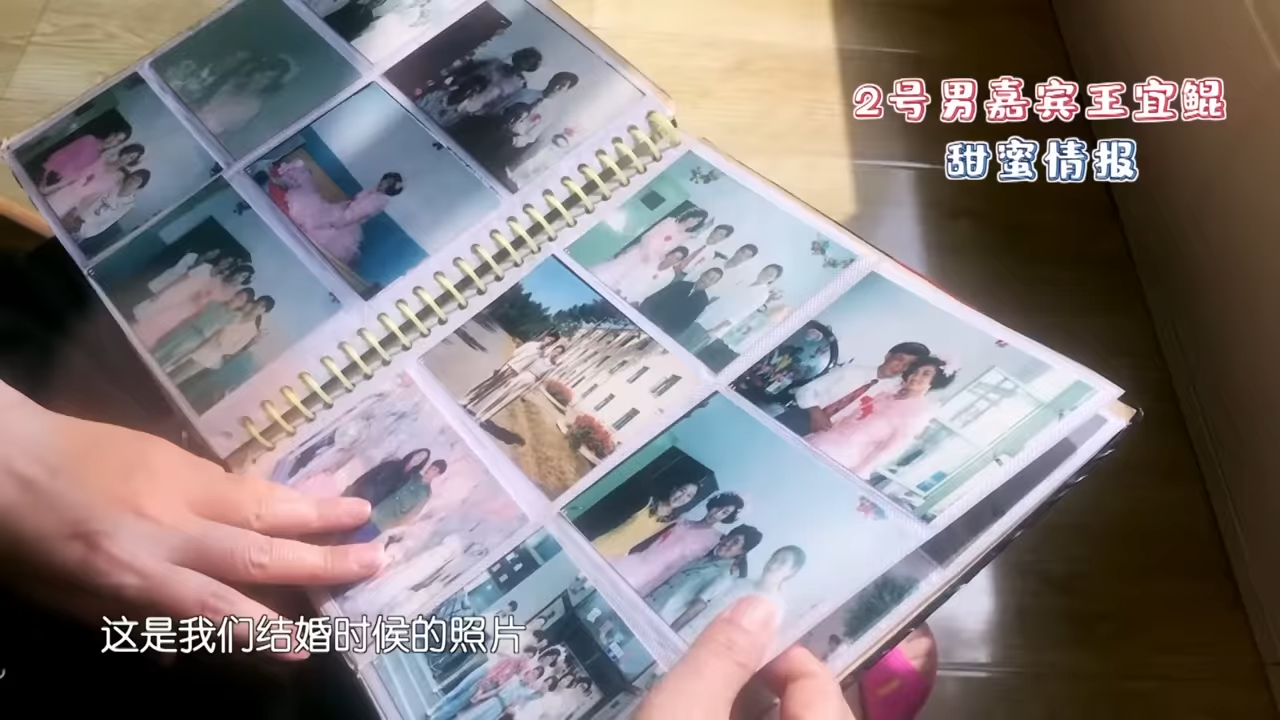 2号男嘉宾王宜鲲
甜蜜情报
这是我们结婚时候的照片